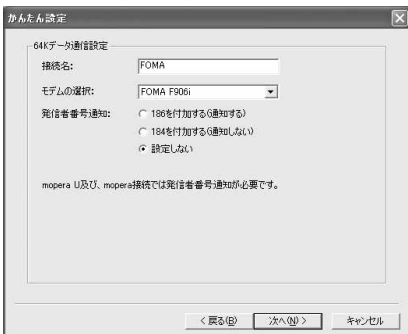 かんたん設定
64Kデータ通信設定
接続名: FOMA
モデムの選択: FOMA F906i
発信者番号通知: 186を付加する(通知する)
184を付加する(通知しない)
設定しない
mopera U及び、mopera接続では発信者番号通知が必要です。
< 戻る(B) 次へ(N) > キャンセル